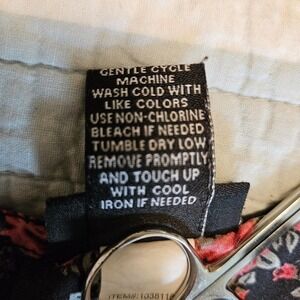 GENTLE CYCLE
MACHINE
WASH COLD WITH
LIKE COLORS
USE NON-CHLORINE
BLEACH IF NEEDED
TUMBLE DRY LOW
REMOVE PROMPTLY
AND TOUCH UP
WITH COOL
IRON IF NEEDED